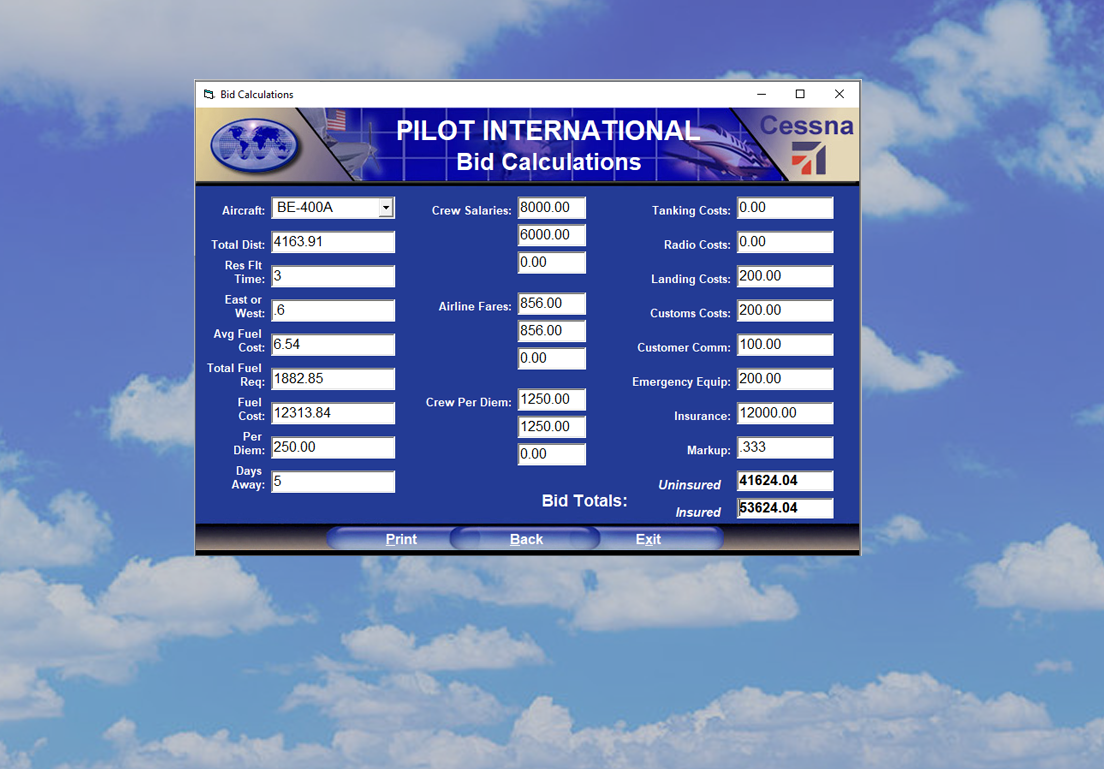 Bid Calculations
PILOT INTERNATIONAL
Bid Calculations
Cessna
Aircraft: BE-400A
Total Dist: 4163.91
Res Flt
Time: 3
East or
West: .6
Avg Fuel
Cost: 6.54
Total Fuel
Req: 1882.85
Fuel
Cost: 12313.84
Per
Diem: 250.00
Days
Away: 5
Crew Salaries: 8000.00
6000.00
0.00
Airline Fares: 856.00
856.00
0.00
Crew Per Diem: 1250.00
1250.00
0.00
Tanking Costs: 0.00
Radio Costs: 0.00
Landing Costs: 200.00
Customs Costs: 200.00
Customer Comm: 100.00
Emergency Equip: 200.00
Insurance: 12000.00
Markup: .333
Bid Totals:
Uninsured 41624.04
Insured 53624.04
Print Back Exit